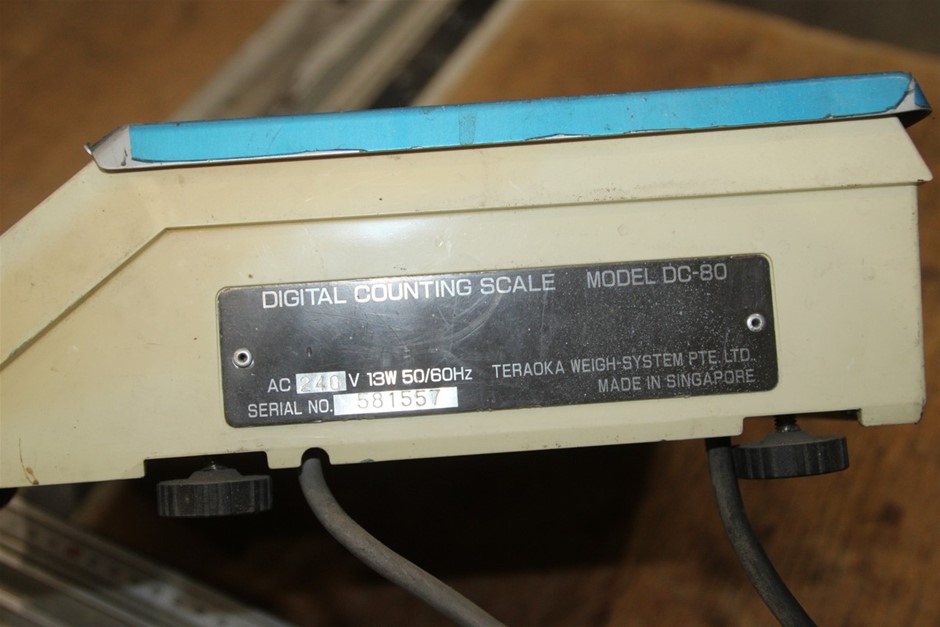 DIGITAL COUNTING SCALE MODEL DC-80
AC 240 V 13W 50/60Hz TERAOKA WEIGH-SYSTEM PTE. LTD.
SERIAL NO. 581557 MADE IN SINGAPORE